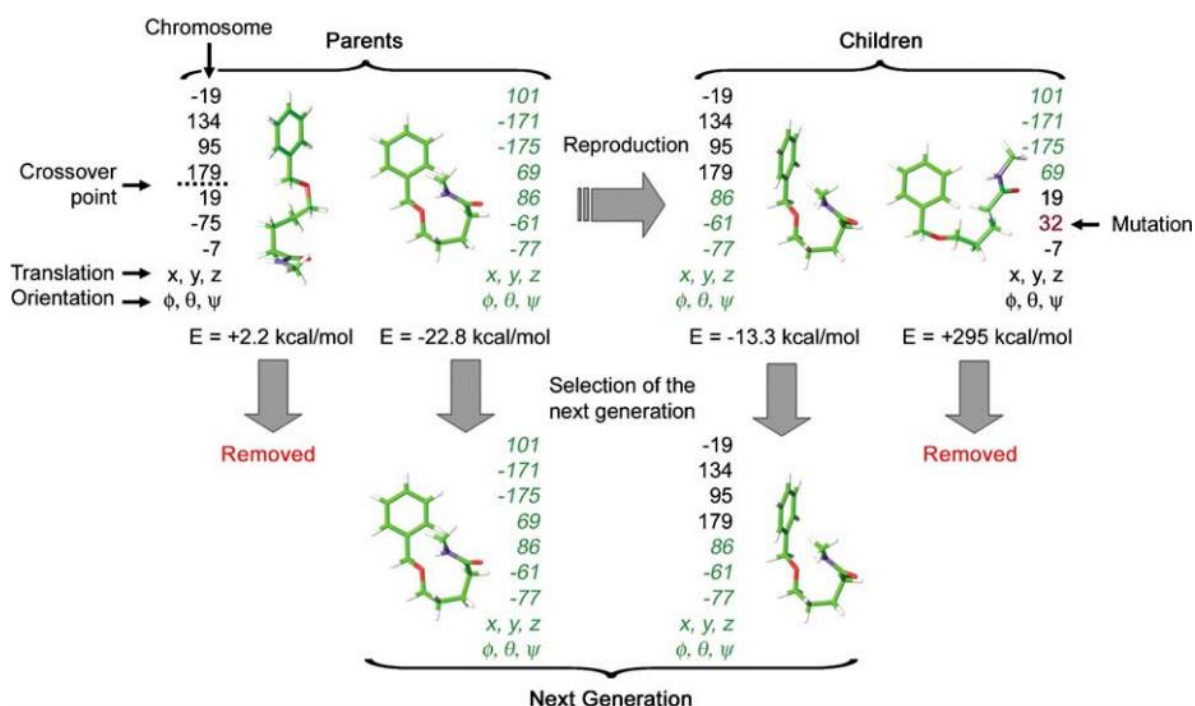 Chromosome
Parents
Children
-19
134
95
179
19
-75
-7
x, y, z
ϕ, θ, ψ
101
-171
-175
69
86
-61
-77
x, y, z
ϕ, θ, ψ
Crossover
point
Translation
Orientation
Reproduction
-19
134
95
179
86
-61
-77
x, y, z
ϕ, θ, ψ
101
-171
-175
69
19
32
-7
x, y, z
ϕ, θ, ψ
Mutation
E = +2.2 kcal/mol
E = -22.8 kcal/mol
E = -13.3 kcal/mol
E = +295 kcal/mol
Selection of the
next generation
Removed
Removed
101
-171
-175
69
86
-61
-77
x, y, z
ϕ, θ, ψ
-19
134
95
179
86
-61
-77
x, y, z
ϕ, θ, ψ
Next Generation